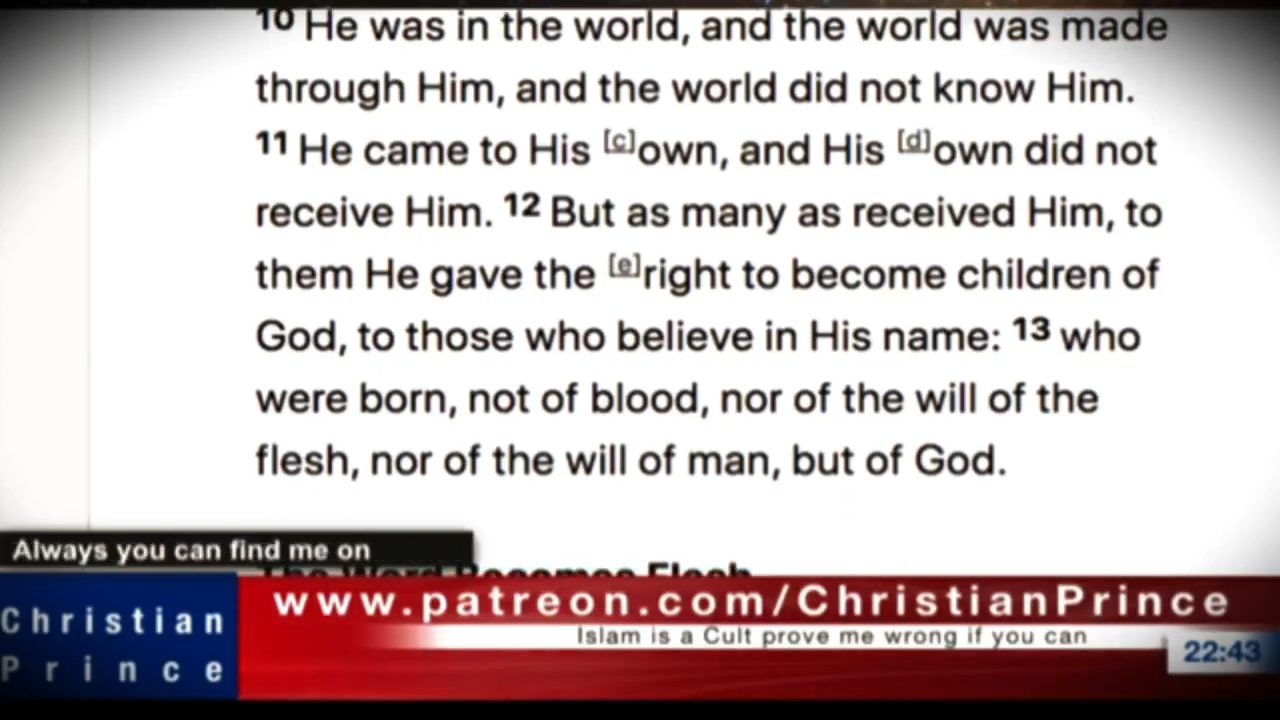 10 He was in the world, and the world was made
through Him, and the world did not know Him.
11 He came to His [c]own, and His [d]own did not
receive Him. 12 But as many as received Him, to
them He gave the [e]right to become children of
God, to those who believe in His name: 13 who
were born, not of blood, nor of the will of the
flesh, nor of the will of man, but of God.
The Word Becomes Flesh
Always you can find me on
Christian
Prince
www.patreon.com/ChristianPrince
Islam is a Cult prove me wrong if you can
22:43